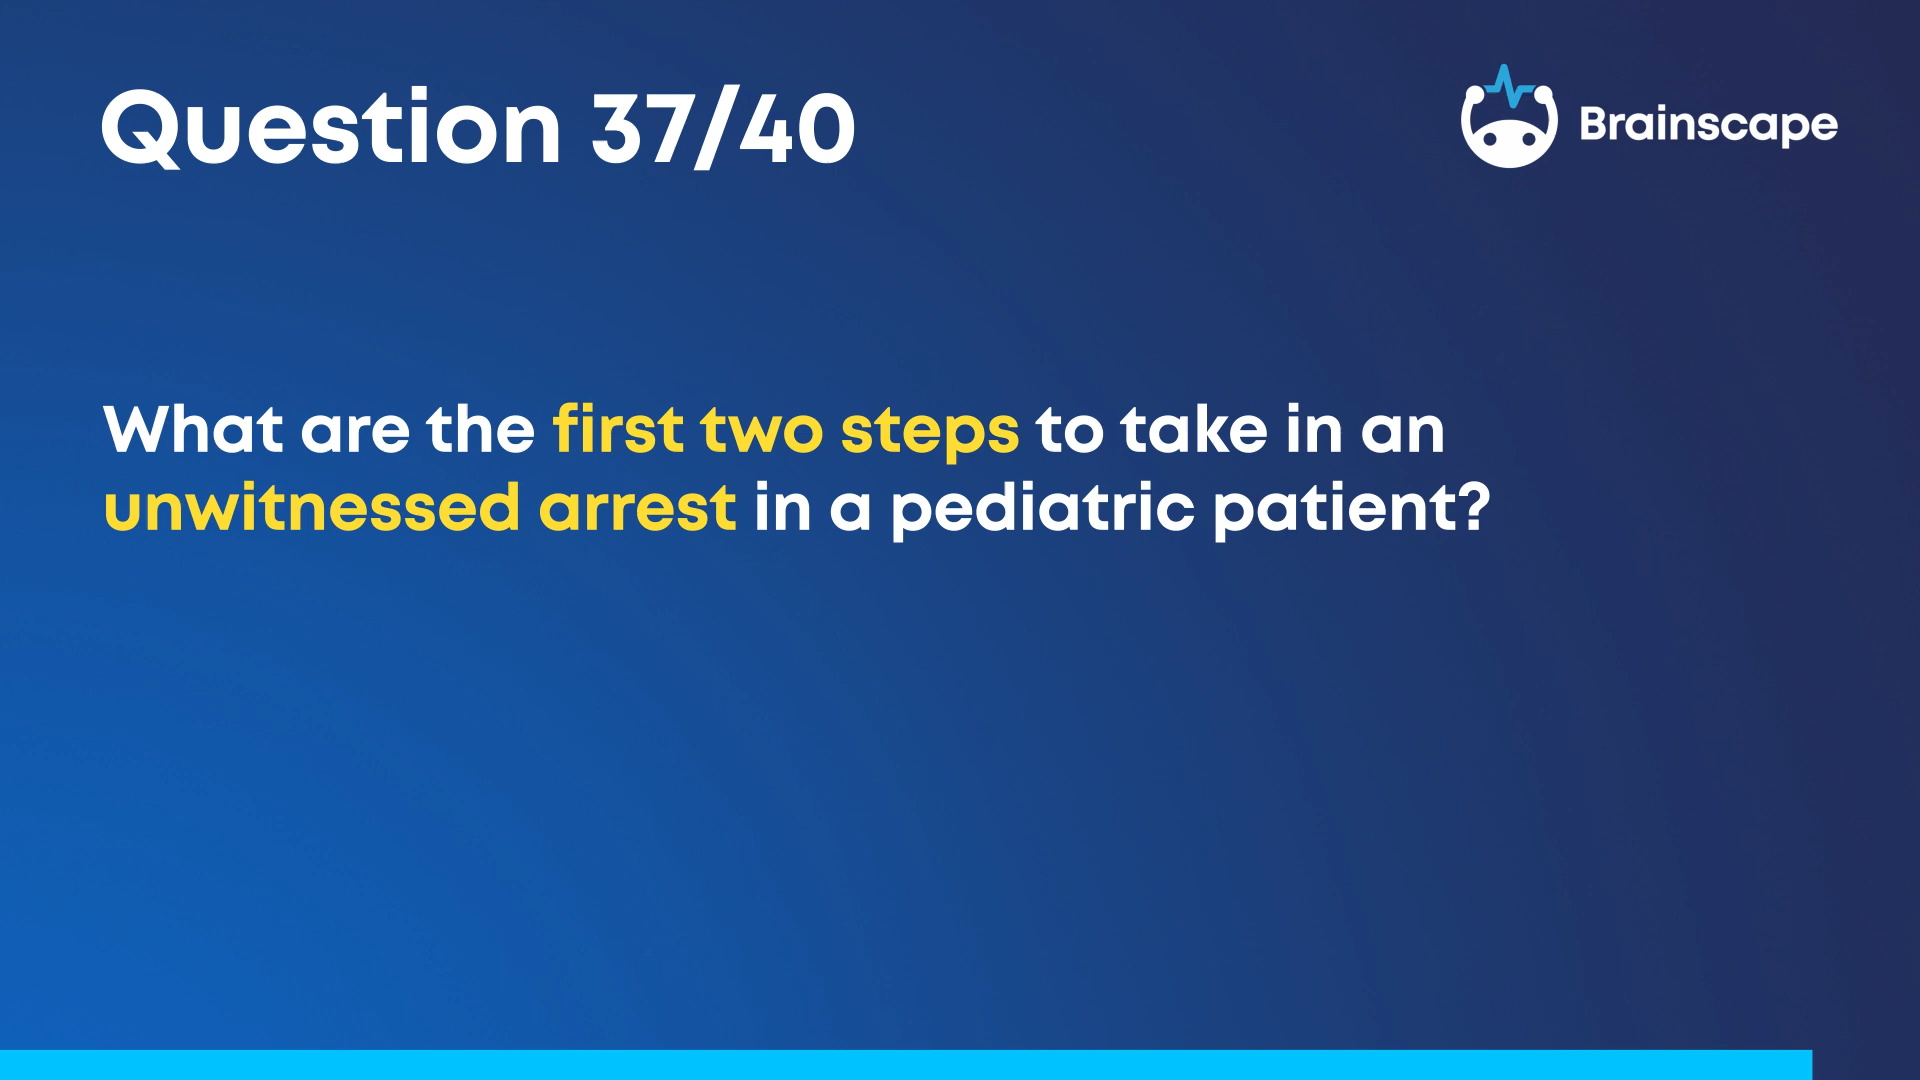 Question 37/40
Brainscape
What are the first two steps to take in an
unwitnessed arrest in a pediatric patient?